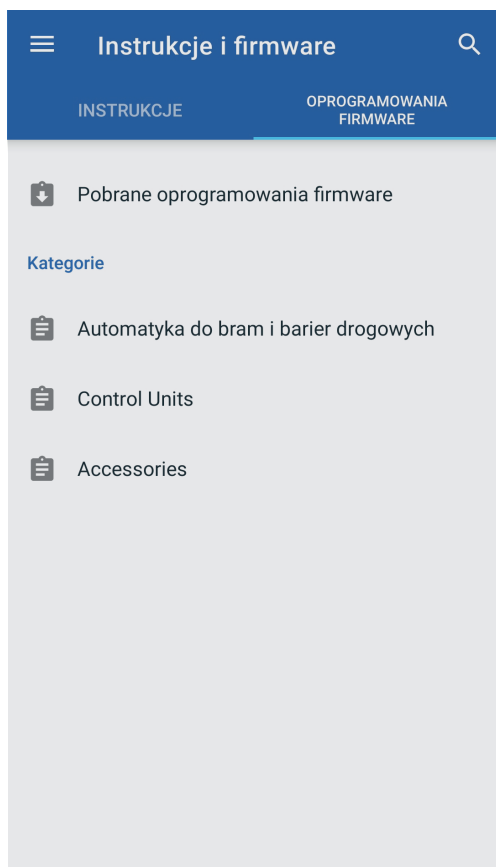 Instrukcje i firmware
INSTRUKCJE
OPROGRAMOWANIA
FIRMWARE
Pobrane oprogramowania firmware
Kategorie
Automatyka do bram i barier drogowych
Control Units
Accessories